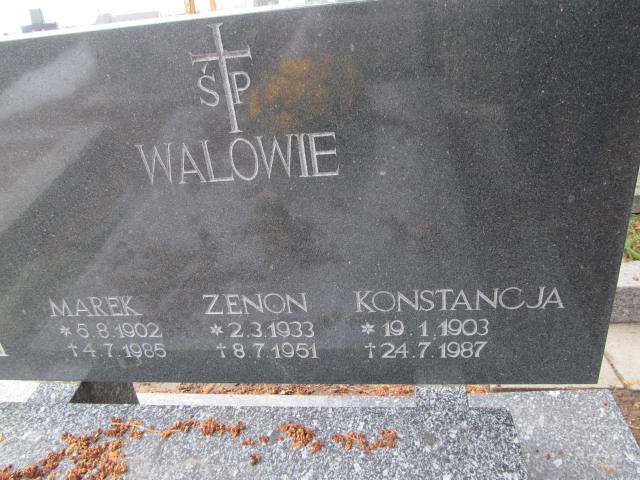 ŚP
WALOWIE
MAREK ZENON KONSTANCJA
* 5.8.1902 * 2.3.1933 * 19.1.1903
† 4.7.1985 † 8.7.1951 † 24.7.1987